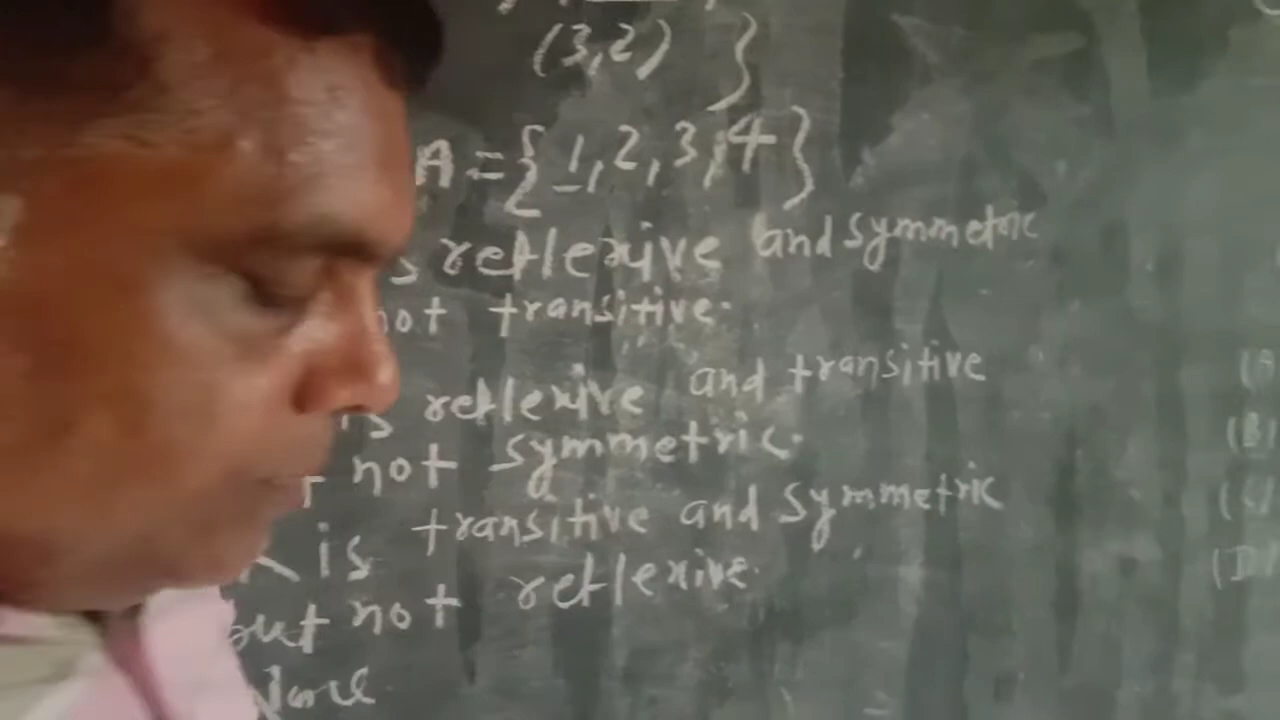 (3,2) }
A = {1,2,3,4}
s reflexive and symmetric
not transitive.
is reflexive and transitive
not symmetric.
is transitive and symmetric
but not reflexive.
(A
(B)
(C)
(D)